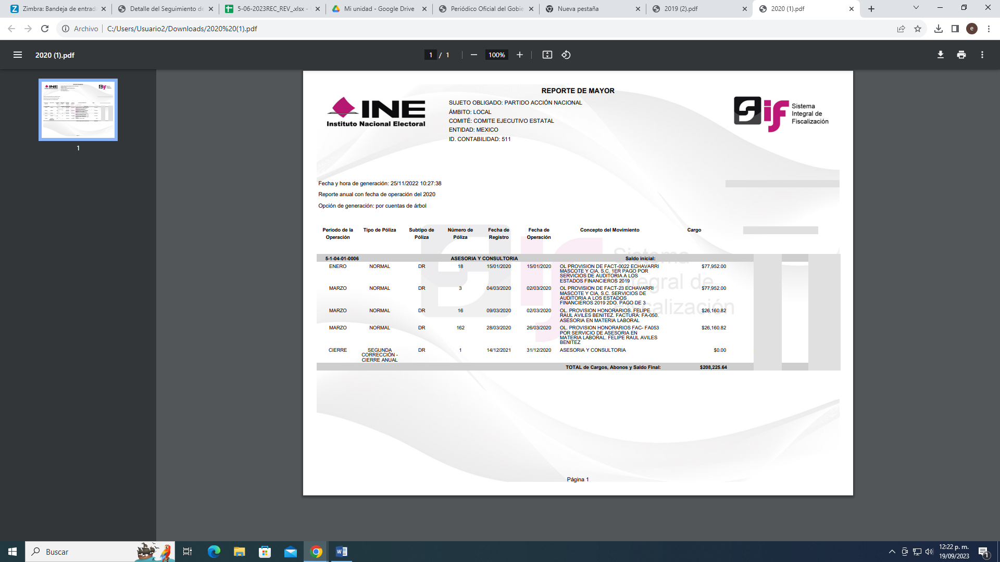 Zimbra: Bandeja de entrad
Detalle del Seguimiento de
5-06-2023REC_REV_.xlsx -
Mi unidad - Google Drive
Periódico Oficial del Gobie
Nueva pestaña
2019 (2).pdf
2020 (1).pdf
Archivo C:/Users/Usuario2/Downloads/2020%20(1).pdf
e
2020 (1).pdf
1 / 1
100%
1
INE
Instituto Nacional Electoral
REPORTE DE MAYOR
SUJETO OBLIGADO: PARTIDO ACCIÓN NACIONAL
ÁMBITO: LOCAL
COMITÉ: COMITE EJECUTIVO ESTATAL
ENTIDAD: MEXICO
ID. CONTABILIDAD: 511
sif
Sistema
Integral de
Fiscalización
Fecha y hora de generación: 25/11/2022 10:27:38
Reporte anual con fecha de operación del 2020
Opción de generación: por cuentas de árbol
Periodo de la Operación Tipo de Póliza Subtipo de Póliza Número de Póliza Fecha de Registro Fecha de Operación Concepto del Movimiento Cargo
5-1-04-01-0006 ASESORIA Y CONSULTORIA Saldo inicial:
ENERO NORMAL DR 18 15/01/2020 15/01/2020 OL PROVISION DE FACT-0022 ECHAVARRI $77,952.00
MASCOTE Y CIA, S.C. 1ER PAGO POR
SERVICIOS DE AUDITORIA A LOS
ESTADOS FINANCIEROS 2019
MARZO NORMAL DR 3 04/03/2020 02/03/2020 OL PROVISION DE FACT-23 ECHAVARRI $77,952.00
MASCOTE Y CIA, S.C. SERVICIOS DE
AUDITORIA A LOS ESTADOS
FINANCIEROS 2019 2DO. PAGO DE 3
MARZO NORMAL DR 16 09/03/2020 02/03/2020 OL. PROVISION HONORARIOS. FELIPE $26,160.82
RAUL AVILES BENITEZ. FACTURA: FA-050.
ASESORIA EN MATERIA LABORAL
MARZO NORMAL DR 162 28/03/2020 26/03/2020 OL. PROVISION HONORARIOS FAC- FA053 $26,160.82
POR SERVICIO DE ASESORIA EN
MATERIA LABORAL. FELIPE RAUL AVILES
BENITEZ
CIERRE SEGUNDA CORRECCIÓN - CIERRE ANUAL DR 1 14/12/2021 31/12/2020 ASESORIA Y CONSULTORIA $0.00
TOTAL de Cargos, Abonos y Saldo Final: $208,225.64
Sistema
Integral de
Fiscalización
Página 1
Buscar
12:22 p. m.
19/09/2023
1